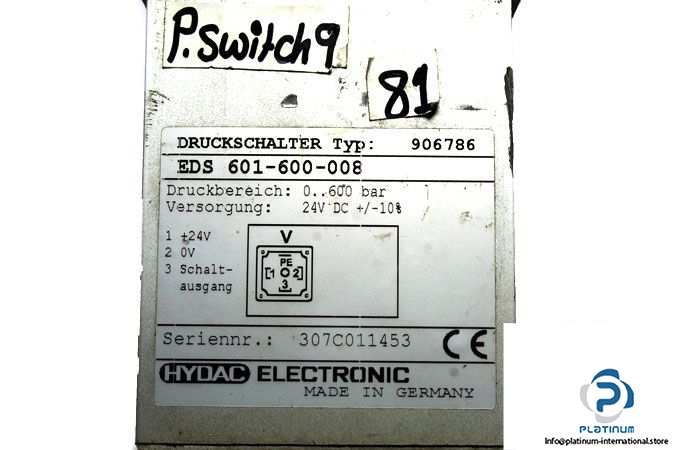 P.switch9
81
DRUCKSCHALTER Typ: 906786
EDS 601-600-008
Druckbereich: 0..600 bar
Versorgung: 24V DC +/-10%
1 +24V
2 0V
3 Schalt-
ausgang
V
PE
1 2
3
Seriennr.: 307C011453 CE
HYDAC ELECTRONIC
MADE IN GERMANY
PLATINUM
Info@platinum-international.store